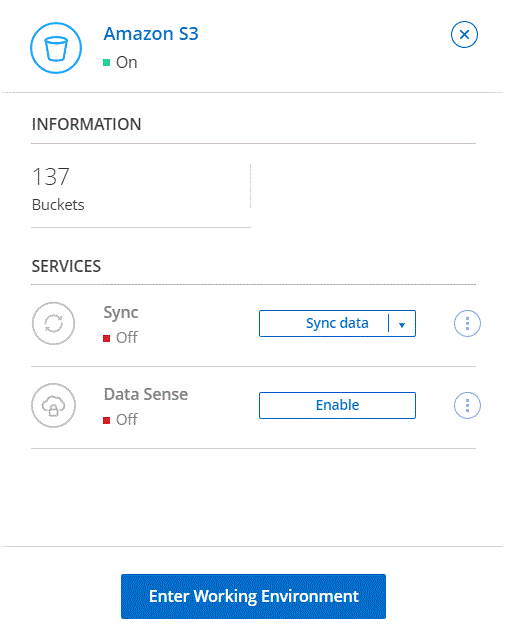 Amazon S3
On
INFORMATION
137
Buckets
SERVICES
Sync
Off
Sync data
Data Sense
Off
Enable
Enter Working Environment